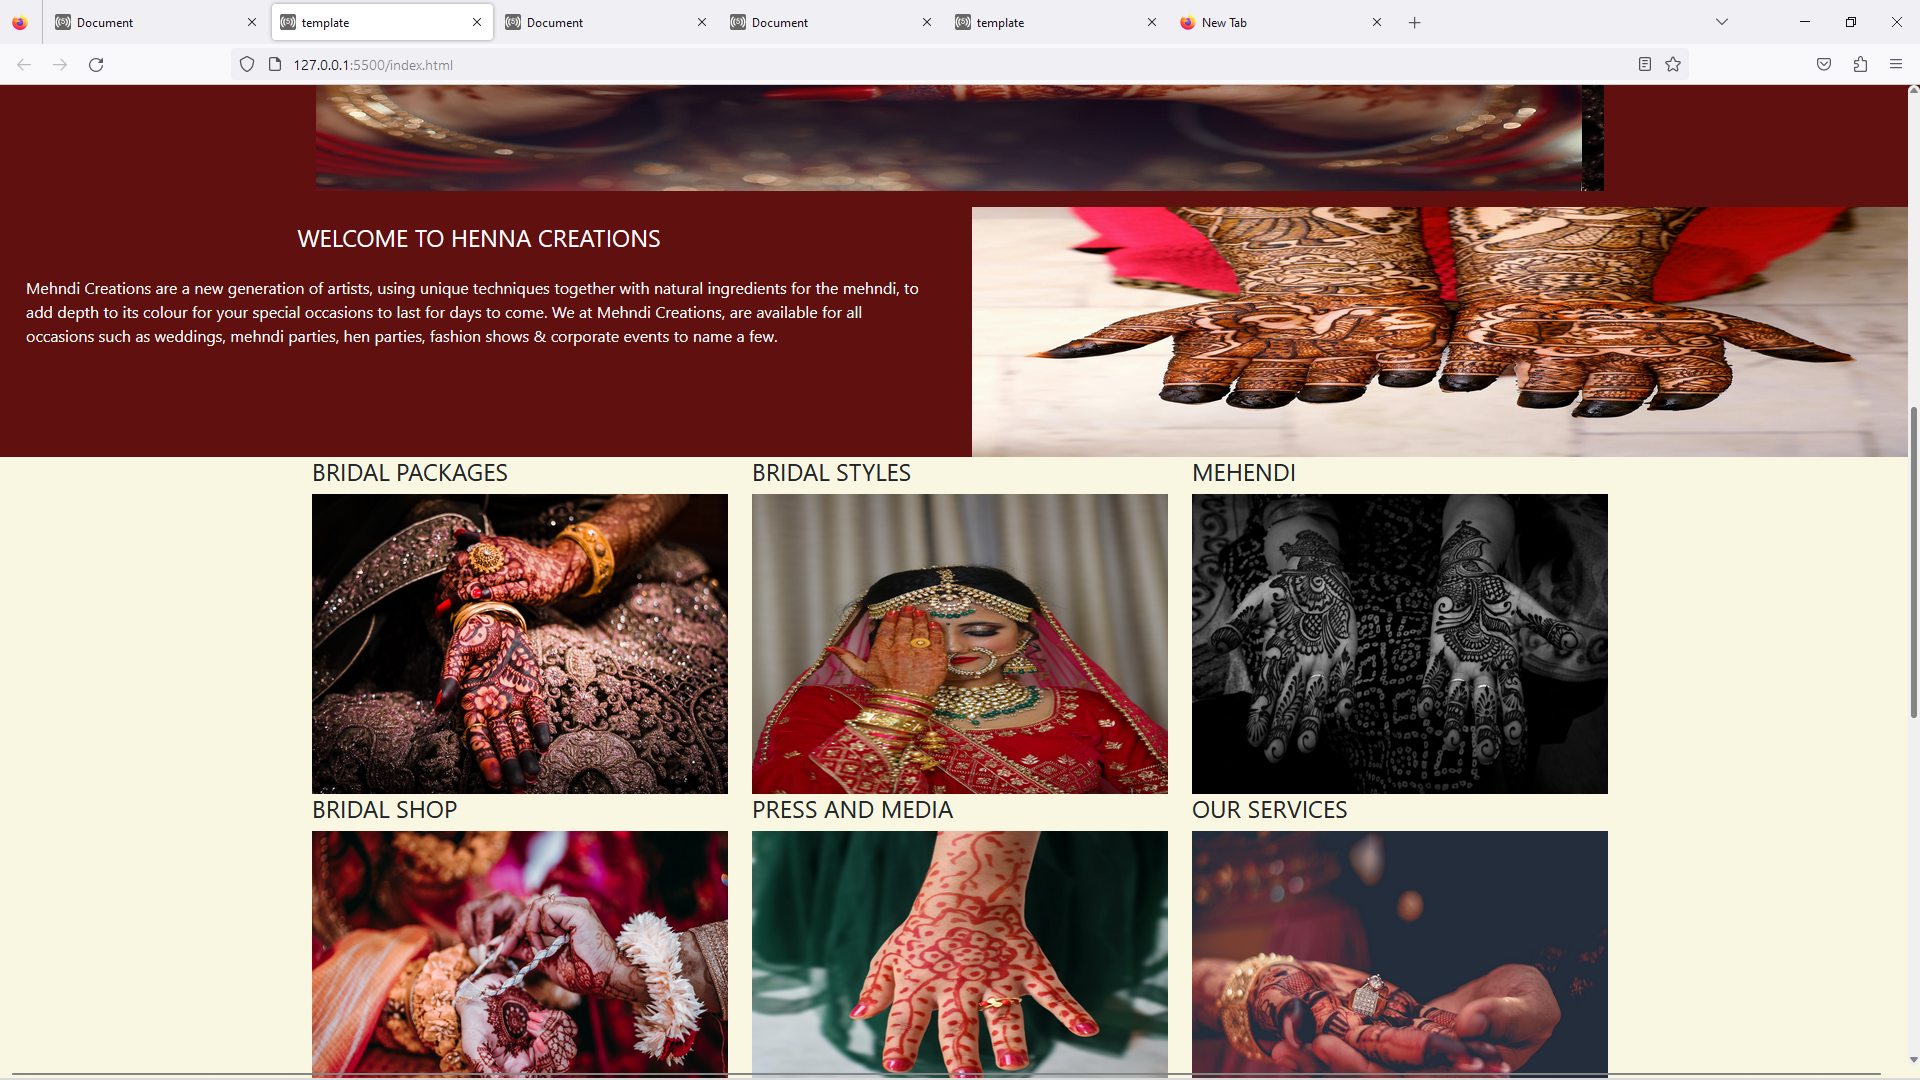 Document
template
Document
Document
template
New Tab
127.0.0.1:5500/index.html
WELCOME TO HENNA CREATIONS
Mehndi Creations are a new generation of artists, using unique techniques together with natural ingredients for the mehndi, to
add depth to its colour for your special occasions to last for days to come. We at Mehndi Creations, are available for all
occasions such as weddings, mehndi parties, hen parties, fashion shows & corporate events to name a few.
BRIDAL PACKAGES
BRIDAL STYLES
MEHENDI
BRIDAL SHOP
PRESS AND MEDIA
OUR SERVICES